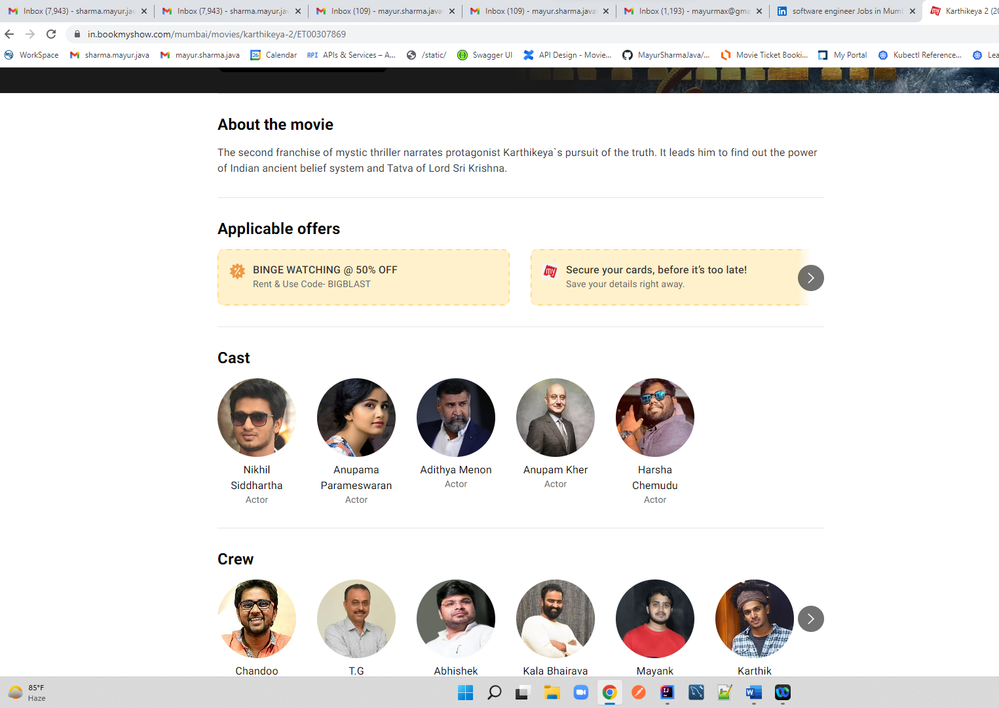 Inbox (7,943) - sharma.mayur.jav
Inbox (7,943) - sharma.mayur.jav
Inbox (109) - mayur.sharma.java
Inbox (109) - mayur.sharma.java
Inbox (1,193) - mayurmax@gma
software engineer Jobs in Mumb
Karthikeya 2 (20
in.bookmyshow.com/mumbai/movies/karthikeya-2/ET00307869
WorkSpace
sharma.mayur.java
mayur.sharma.java
26
Calendar
API
APIs & Services – A...
/static/
Swagger UI
API Design - Movie...
MayurSharmaJava/...
Movie Ticket Booki...
My Portal
Kubectl Reference...
Lea
About the movie
The second franchise of mystic thriller narrates protagonist Karthikeya`s pursuit of the truth. It leads him to find out the power
of Indian ancient belief system and Tatva of Lord Sri Krishna.
Applicable offers
BINGE WATCHING @ 50% OFF
Rent & Use Code- BIGBLAST
my
Secure your cards, before it’s too late!
Save your details right away.
Cast
Nikhil
Siddhartha
Actor
Anupama
Parameswaran
Actor
Adithya Menon
Actor
Anupam Kher
Actor
Harsha
Chemudu
Actor
Crew
Chandoo
T.G
Abhishek
Kala Bhairava
Mayank
Karthik
85°F
Haze